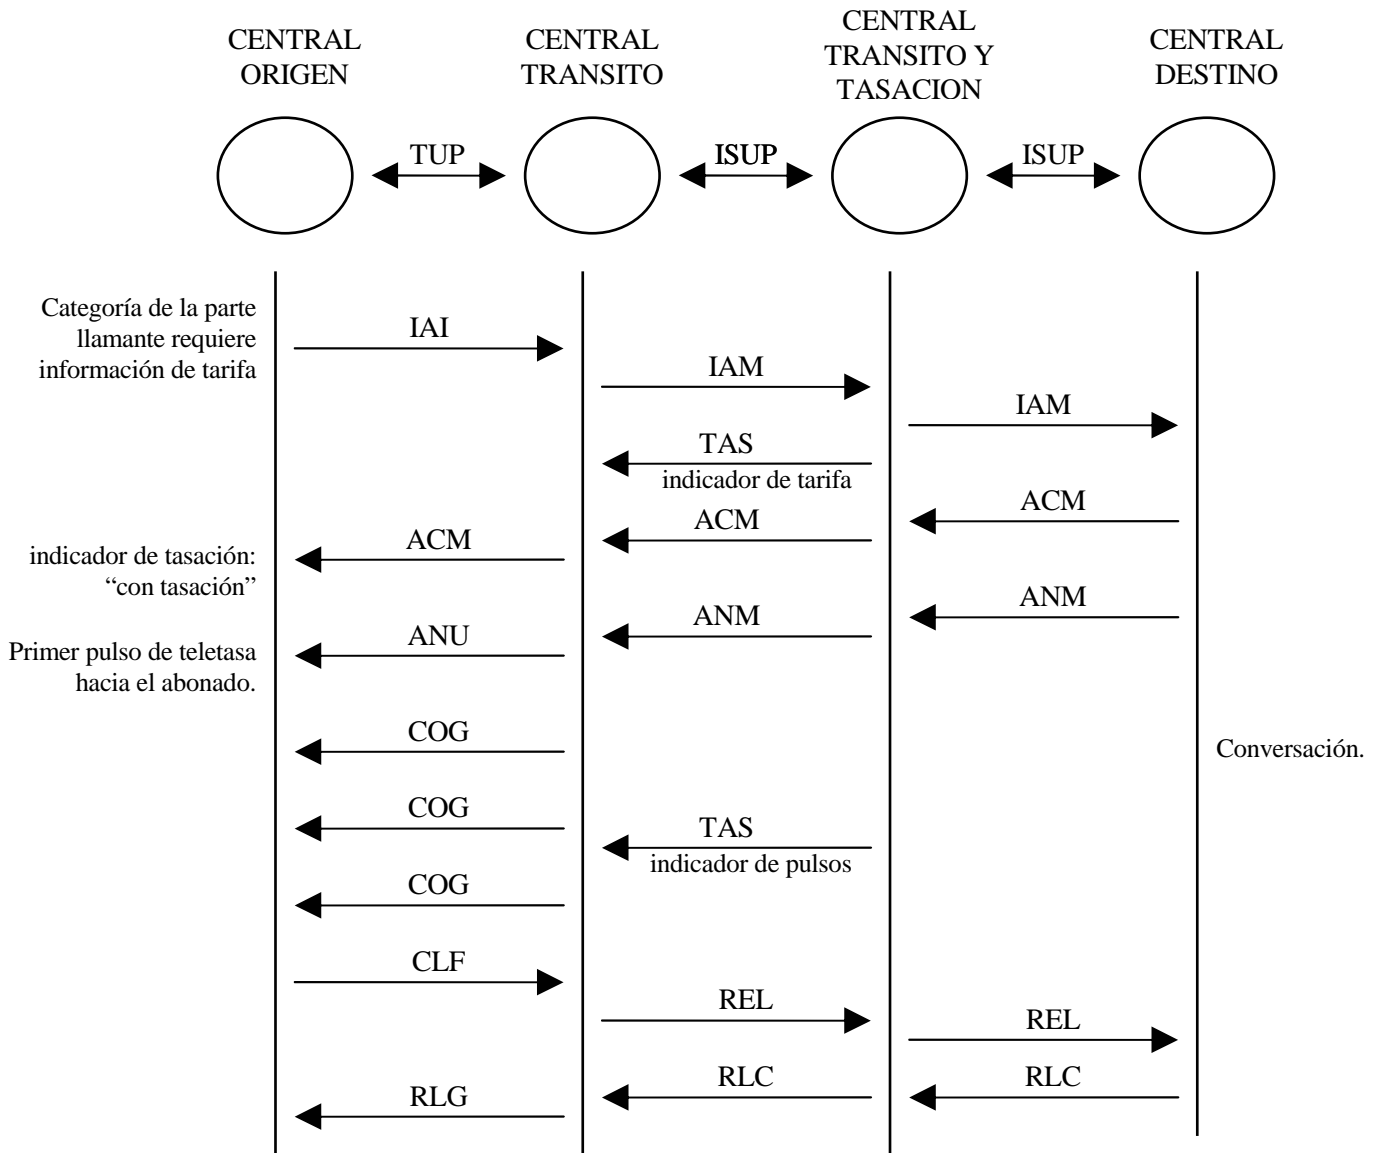 CENTRAL
ORIGEN
CENTRAL
TRANSITO
CENTRAL
TRANSITO Y
TASACION
CENTRAL
DESTINO
TUP
ISUP
ISUP
Categoría de la parte
llamante requiere
información de tarifa
IAI
IAM
IAM
TAS
indicador de tarifa
ACM
ACM
ACM
indicador de tasación:
“con tasación”
ANM
ANM
ANU
Primer pulso de teletasa
hacia el abonado.
COG
Conversación.
COG
TAS
indicador de pulsos
COG
CLF
REL
REL
RLC
RLC
RLG